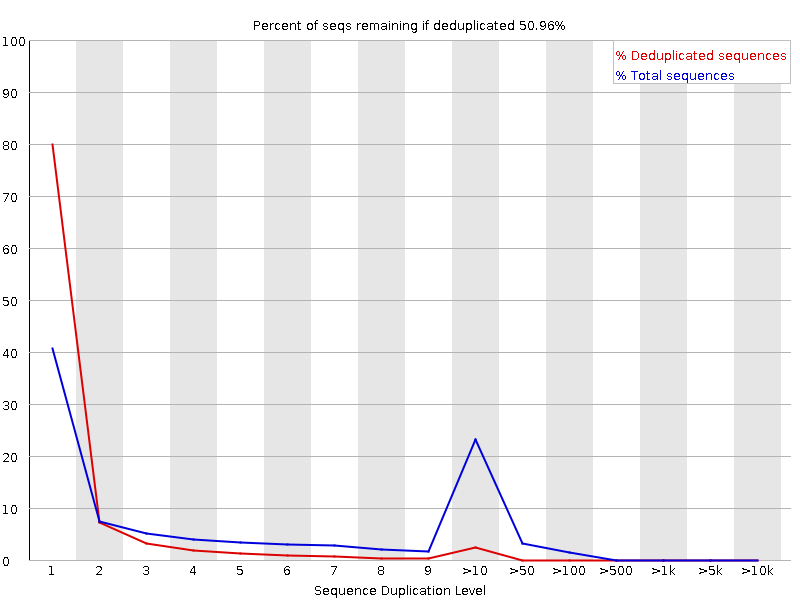 Percent of seqs remaining if deduplicated 50.96%
% Deduplicated sequences
% Total sequences
100
90
80
70
60
50
40
30
20
10
0
1 2 3 4 5 6 7 8 9 >10 >50 >100 >500 >1k >5k >10k
Sequence Duplication Level